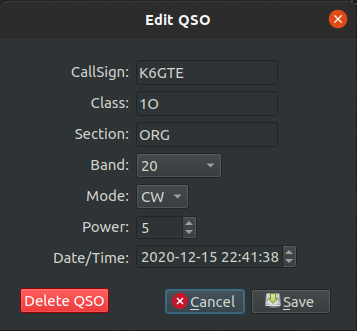 Edit QSO
CallSign: K6GTE
Class: 1O
Section: ORG
Band: 20
Mode: CW
Power: 5
Date/Time: 2020-12-15 22:41:38
Delete QSO Cancel Save